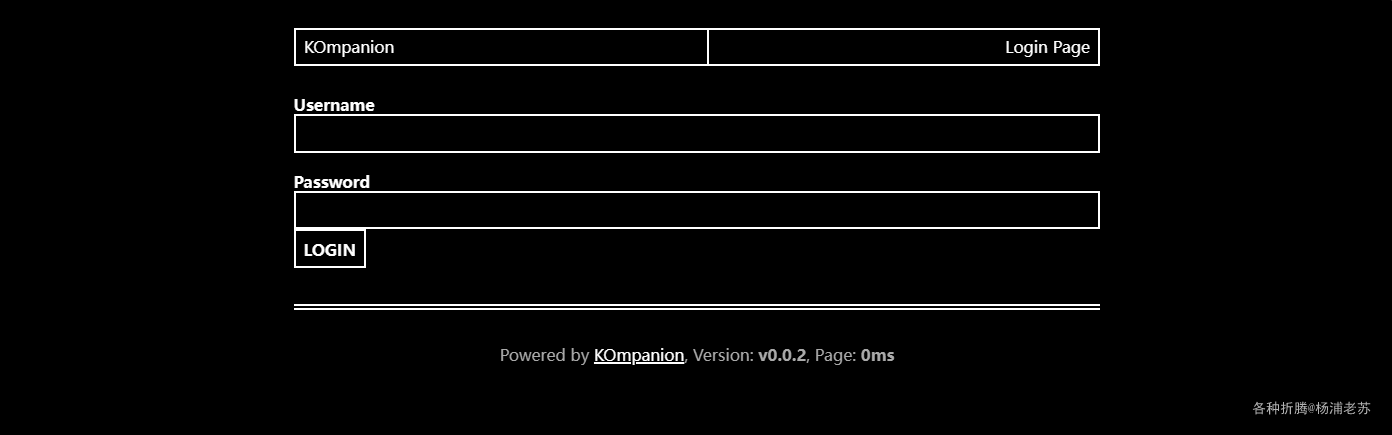 KOmpanion Login Page
Username
Password
LOGIN
Powered by KOmpanion, Version: v0.0.2, Page: 0ms
各种折腾@杨浦老苏